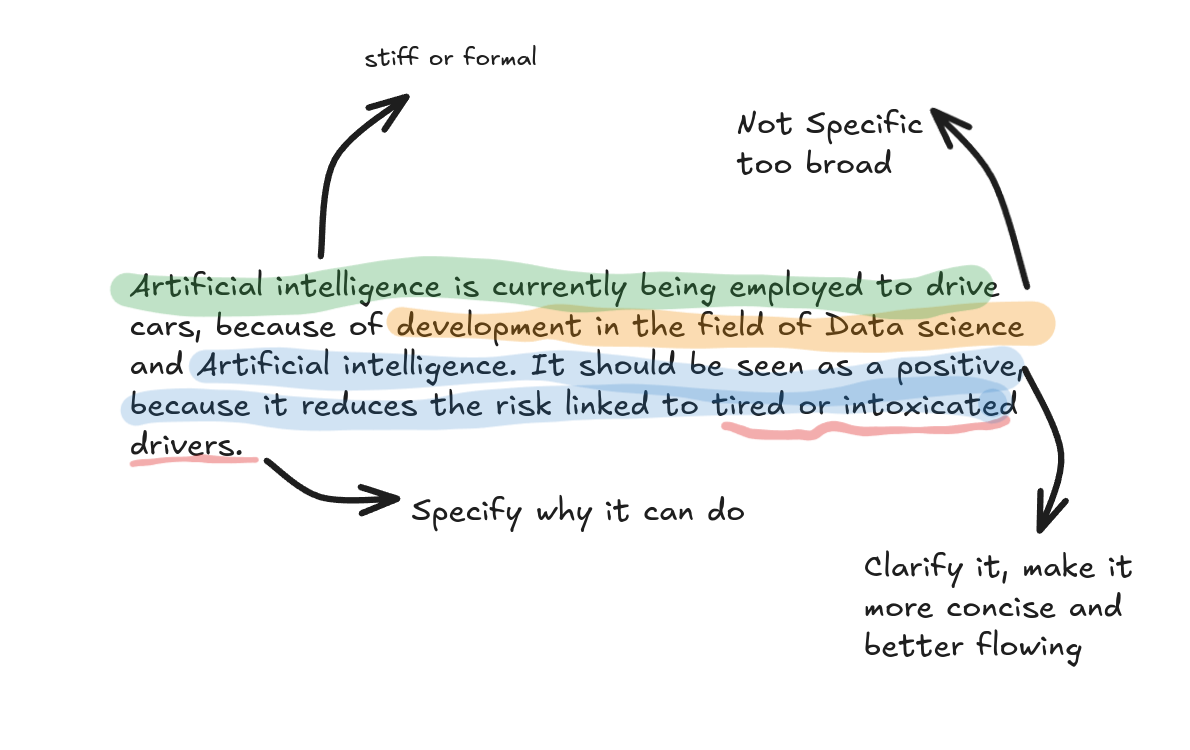 stiff or formal
Not Specific
too broad
Artificial intelligence is currently being employed to drive
cars, because of development in the field of Data science
and Artificial intelligence. It should be seen as a positive,
because it reduces the risk linked to tired or intoxicated
drivers.
Specify why it can do
Clarify it, make it
more concise and
better flowing